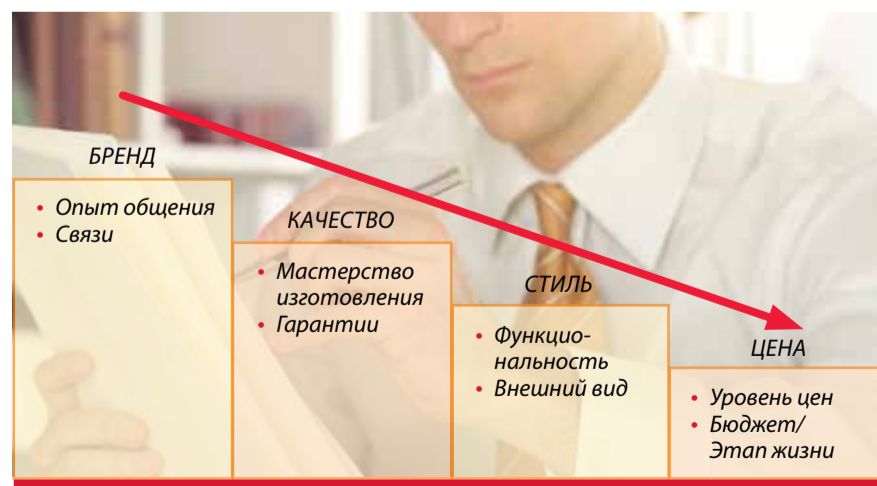 БРЕНД
• Опыт общения
• Связи
КАЧЕСТВО
• Мастерство
изготовления
• Гарантии
СТИЛЬ
• Функцио-
нальность
• Внешний вид
ЦЕНА
• Уровень цен
• Бюджет/
Этап жизни